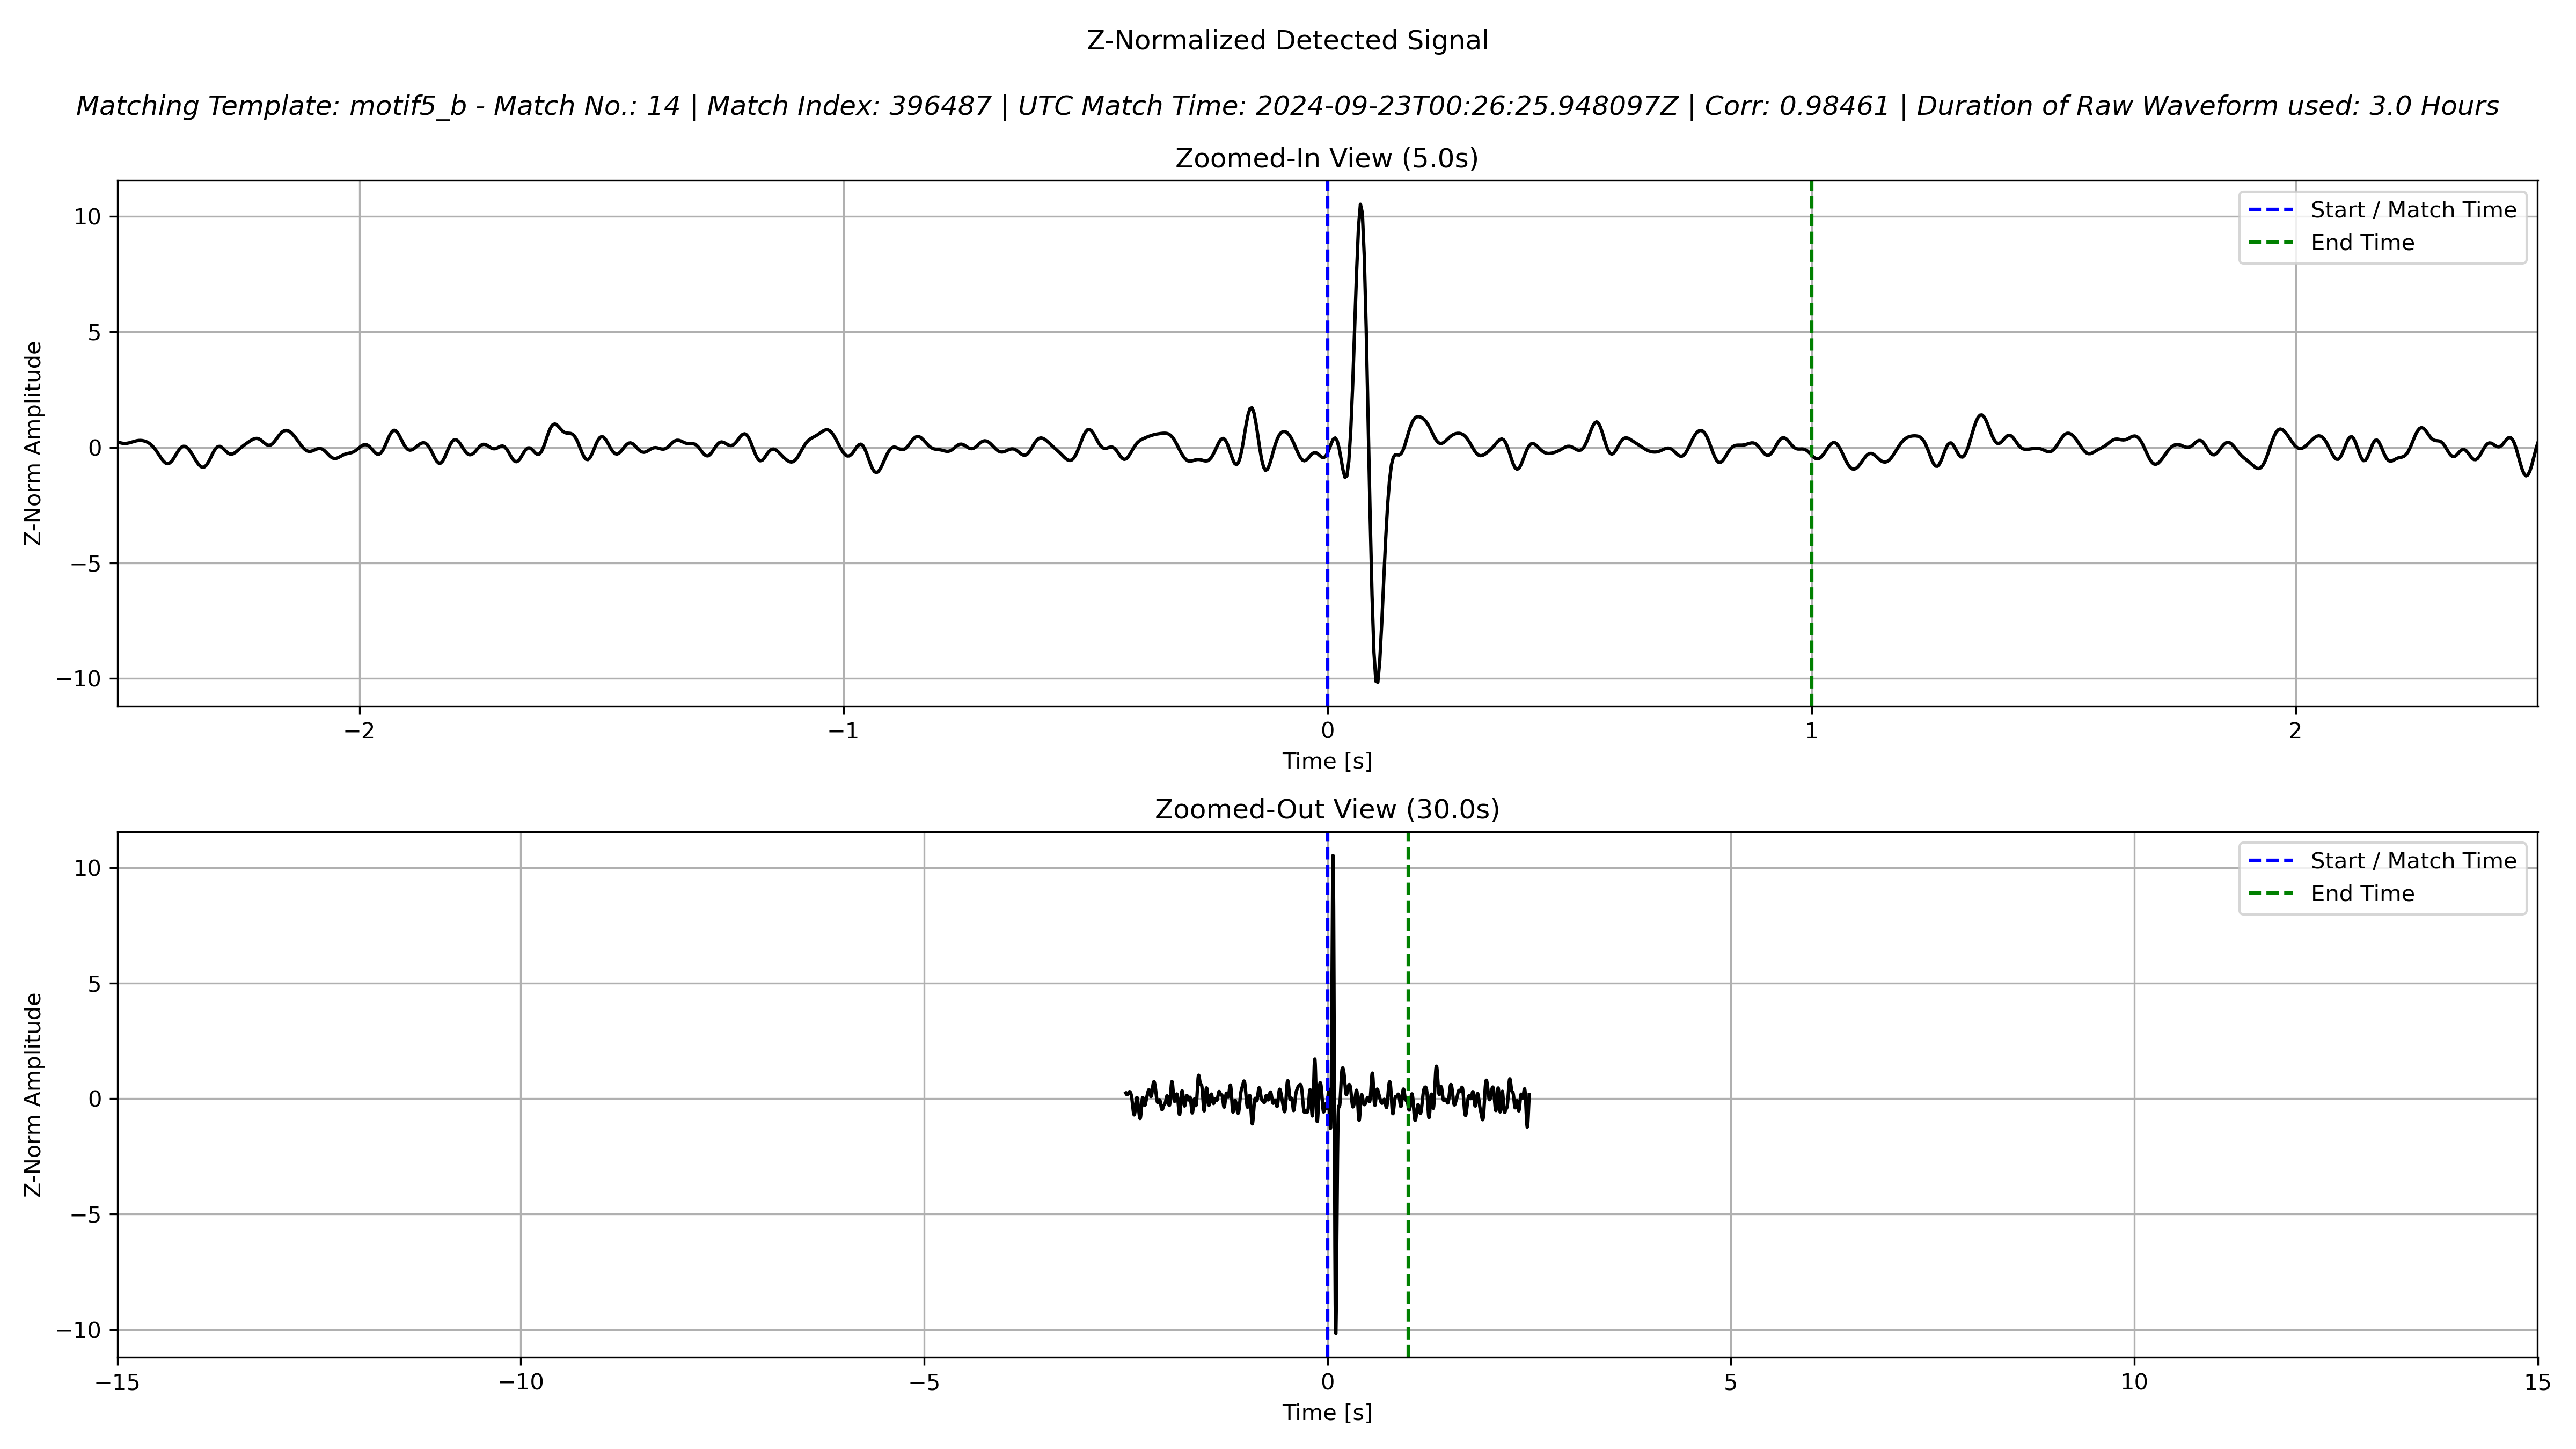 Z-Normalized Detected Signal
Matching Template: motif5_b - Match No.: 14 | Match Index: 396487 | UTC Match Time: 2024-09-23T00:26:25.948097Z | Corr: 0.98461 | Duration of Raw Waveform used: 3.0 Hours
Zoomed-In View (5.0s)
Start / Match Time
End Time
Z-Norm Amplitude
10
5
0
−5
−10
−2
−1
0
1
2
Time [s]
Zoomed-Out View (30.0s)
Start / Match Time
End Time
Z-Norm Amplitude
10
5
0
−5
−10
−15
−10
−5
0
5
10
15
Time [s]